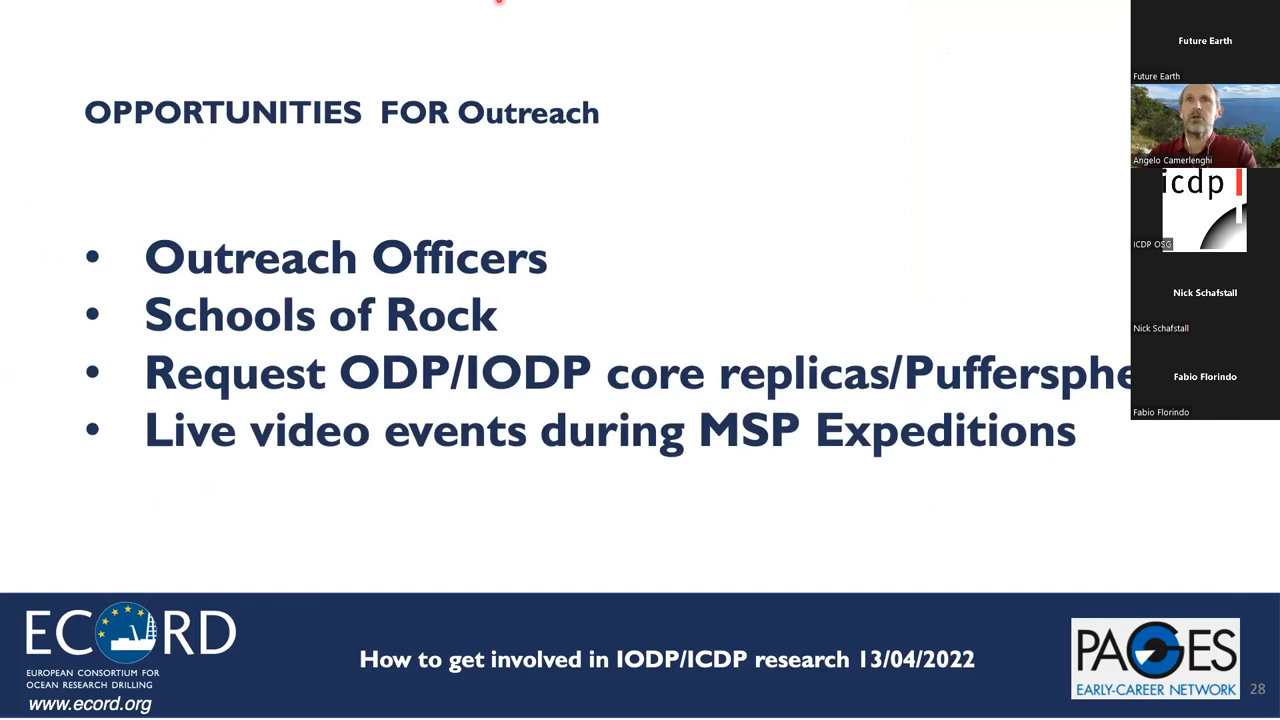 OPPORTUNITIES FOR Outreach
• Outreach Officers
• Schools of Rock
• Request ODP/IODP core replicas/Puffersphe
• Live video events during MSP Expeditions
Future Earth
Future Earth
Angelo Camerlenghi
icdp
ICDP OSG
Nick Schafstall
Nick Schafstall
Fabio Florindo
Fabio Florindo
ECORD
EUROPEAN CONSORTIUM FOR
OCEAN RESEARCH DRILLING
www.ecord.org
How to get involved in IODP/ICDP research 13/04/2022
PAGES
EARLY-CAREER NETWORK
28